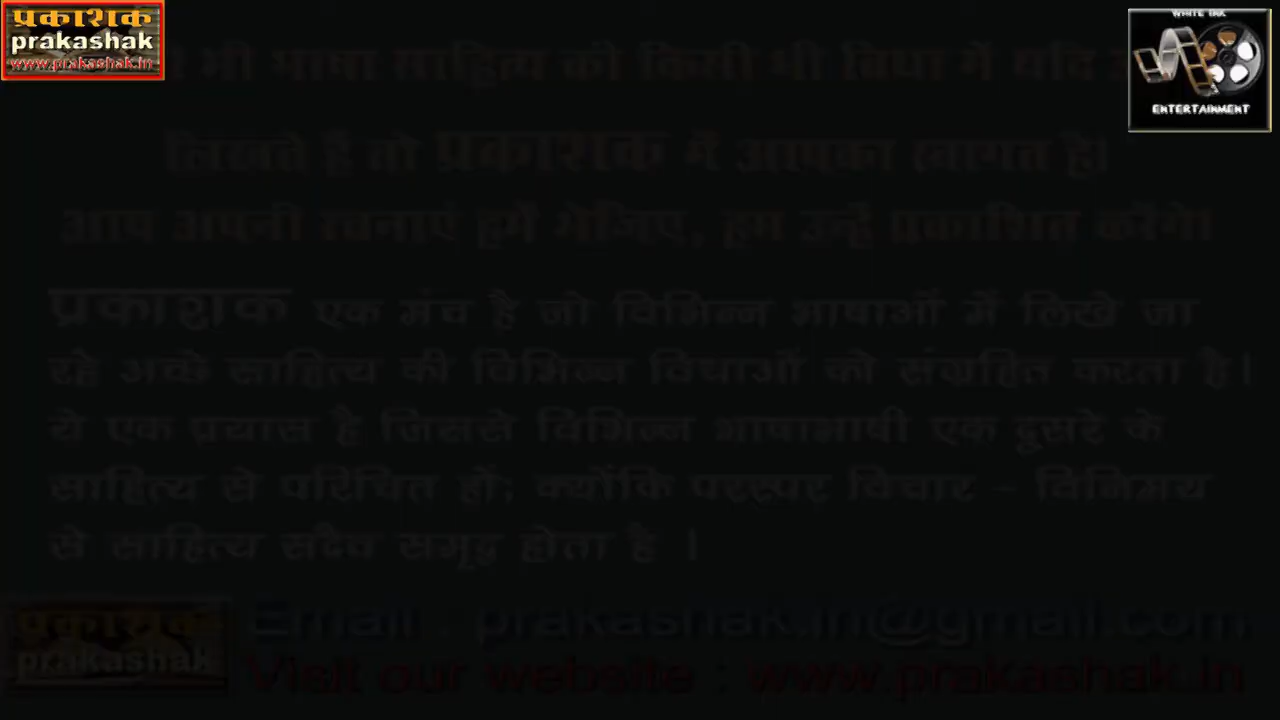 प्रकाशक
prakashak
www.prakashak.in
WHITE INK
ENTERTAINMENT
भी भाषा साहित्य की किसी भी विधा में यदि
लिखते हैं तो प्रकाशक में आपका स्वागत है।
आप अपनी रचनाएं हमें भेजिए, हम उन्हें प्रकाशित करेंगे।
प्रकाशक एक मंच है जो विभिन्न भाषाओं में लिखे जा
रहे अच्छे साहित्य की विभिन्न विधाओं को संग्रहित करता है।
ये एक प्रयास है जिससे विभिन्न भाषाभाषी एक दूसरे के
साहित्य से परिचित हों; क्योंकि परस्पर विचार - विनिमय
से साहित्य सदैव समृद्ध होता है ।
प्रकाशक
prakashak
Email : prakashak.in@gmail.com
Visit our website : www.prakashak.in